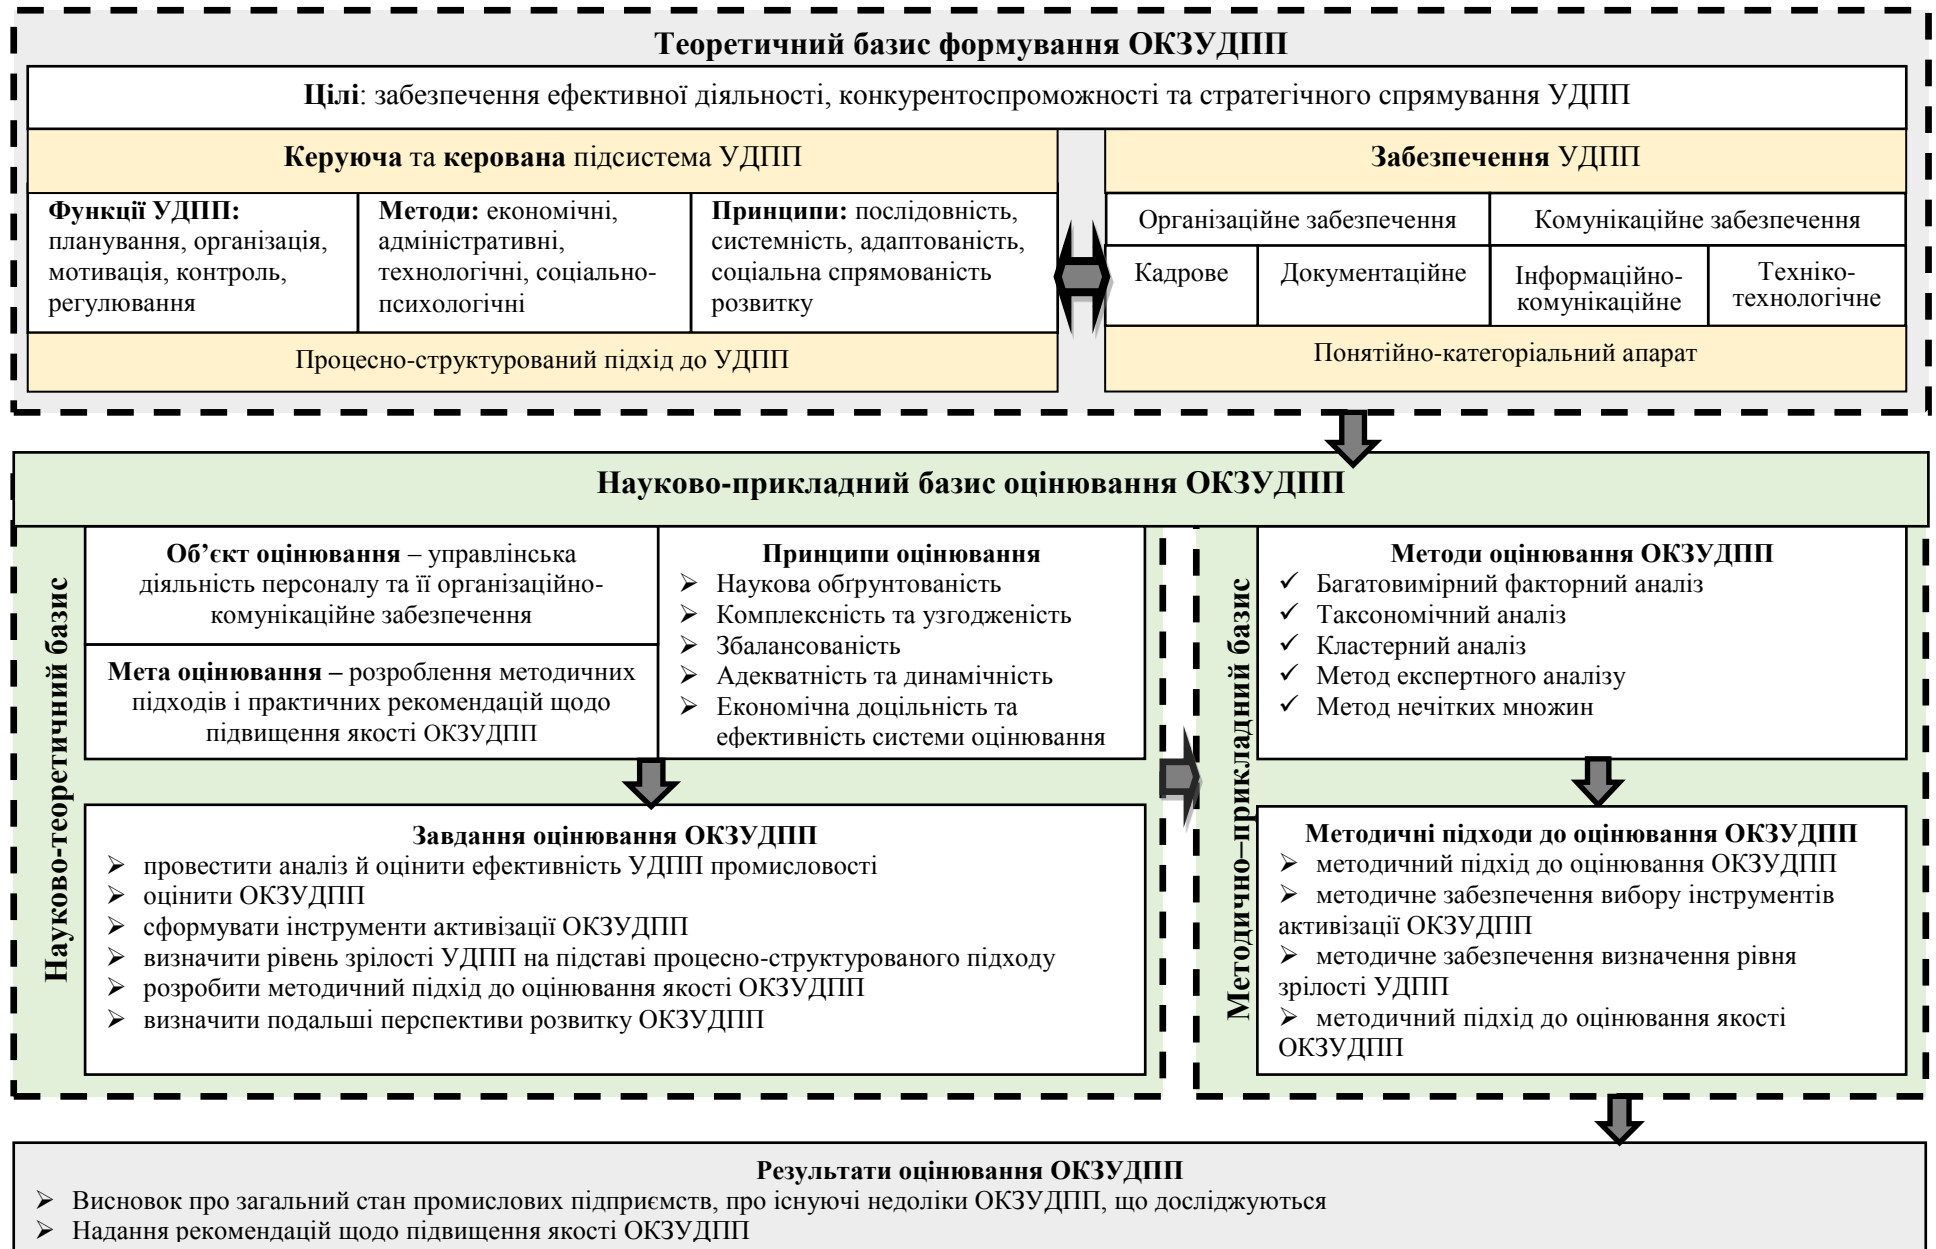 Теоретичний базис формування ОКЗУДПП
Цілі: забезпечення ефективної діяльності, конкурентоспроможності та стратегічного спрямування УДПП
Керуюча та керована підсистема УДПП
Функції УДПП:
планування, організація,
мотивація, контроль,
регулювання
Методи: економічні,
адміністративні,
технологічні, соціально-
психологічні
Принципи: послідовність,
системність, адаптованість,
соціальна спрямованість
розвитку
Процесно-структурований підхід до УДПП
Забезпечення УДПП
Організаційне забезпечення
Комунікаційне забезпечення
Кадрове
Документаційне
Інформаційно-
комунікаційне
Техніко-
технологічне
Понятійно-категоріальний апарат
Науково-прикладний базис оцінювання ОКЗУДПП
Науково-теоретичний базис
Об’єкт оцінювання – управлінська
діяльність персоналу та її організаційно-
комунікаційне забезпечення
Мета оцінювання – розроблення методичних
підходів і практичних рекомендацій щодо
підвищення якості ОКЗУДПП
Принципи оцінювання
➢ Наукова обґрунтованість
➢ Комплексність та узгодженість
➢ Збалансованість
➢ Адекватність та динамічність
➢ Економічна доцільність та
ефективність системи оцінювання
Завдання оцінювання ОКЗУДПП
➢ провестити аналіз й оцінити ефективність УДПП промисловості
➢ оцінити ОКЗУДПП
➢ сформувати інструменти активізації ОКЗУДПП
➢ визначити рівень зрілості УДПП на підставі процесно-структурованого підходу
➢ розробити методичний підхід до оцінювання якості ОКЗУДПП
➢ визначити подальші перспективи розвитку ОКЗУДПП
Методично–прикладний базис
Методи оцінювання ОКЗУДПП
✓ Багатовимірний факторний аналіз
✓ Таксономічний аналіз
✓ Кластерний аналіз
✓ Метод експертного аналізу
✓ Метод нечітких множин
Методичні підходи до оцінювання ОКЗУДПП
➢ методичний підхід до оцінювання ОКЗУДПП
➢ методичне забезпечення вибору інструментів
активізації ОКЗУДПП
➢ методичне забезпечення визначення рівня
зрілості УДПП
➢ методичний підхід до оцінювання якості
ОКЗУДПП
Результати оцінювання ОКЗУДПП
➢ Висновок про загальний стан промислових підприємств, про існуючі недоліки ОКЗУДПП, що досліджуються
➢ Надання рекомендацій щодо підвищення якості ОКЗУДПП